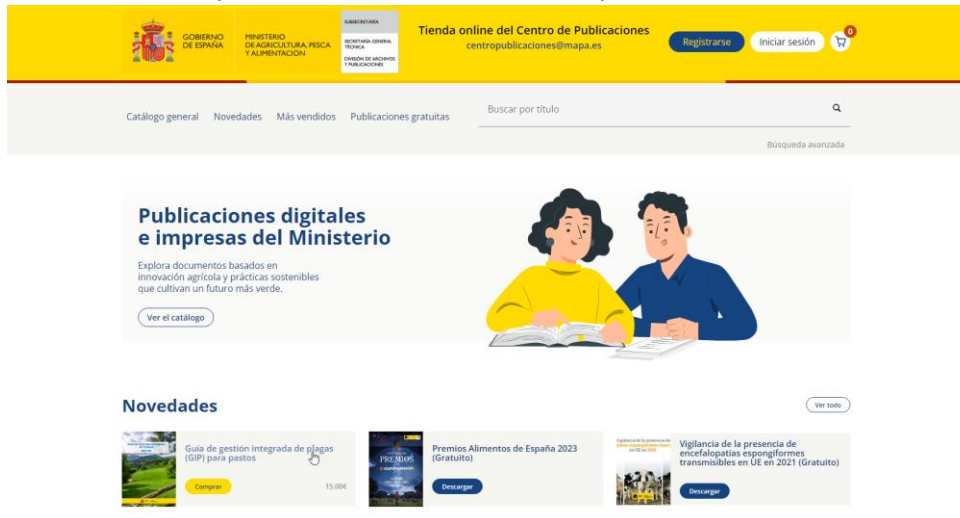 GOBIERNO
DE ESPAÑA
MINISTERIO
DE AGRICULTURA, PESCA
Y ALIMENTACIÓN
SUBSECRETARÍA
SECRETARÍA GENERAL
TÉCNICA
DIVISIÓN DE ARCHIVOS
Y PUBLICACIONES
Tienda online del Centro de Publicaciones
centropublicaciones@mapa.es
Registrarse
Iniciar sesión
0
Catálogo general
Novedades
Más vendidos
Publicaciones gratuitas
Buscar por título
Búsqueda avanzada
Publicaciones digitales
e impresas del Ministerio
Explora documentos basados en
innovación agrícola y prácticas sostenibles
que cultivan un futuro más verde.
Ver el catálogo
Novedades
Ver todo
Guía de gestión integrada de plagas
(GIP) para pastos
Comprar
15.00€
PREMIOS
Premios Alimentos de España 2023
(Gratuito)
Descargar
Vigilancia de la presencia de
encefalopatías espongiformes
transmisibles en UE en 2021 (Gratuito)
Descargar